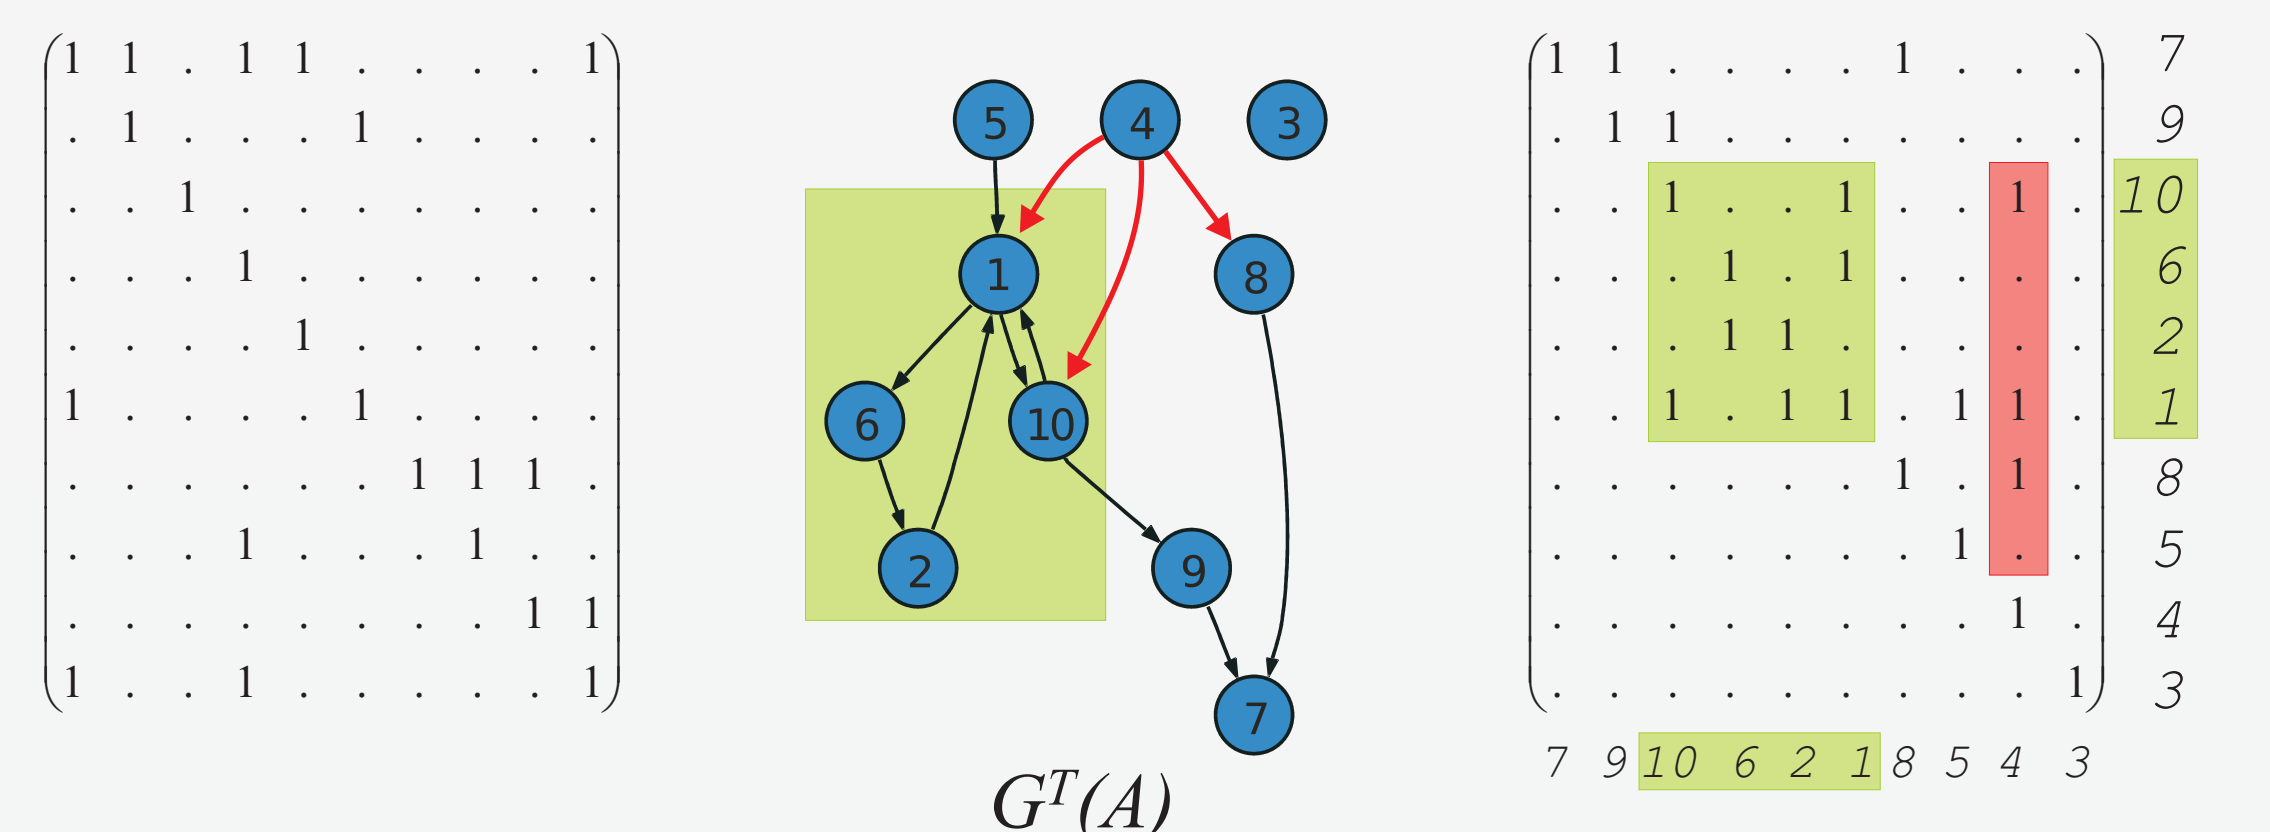 1 1 . 1 1 . . . . 1
. 1 . . . 1 . . . .
. . 1 . . . . . . .
. . . 1 . . . . . .
. . . . 1 . . . . .
1 . . . . 1 . . . .
. . . . . . 1 1 1 .
. . . 1 . . . 1 . .
. . . . . . . . 1 1
1 . . 1 . . . . . 1
5 4 3
1 8
6 10
2 9
7
G^T(A)
1 1 . . . . 1 . . . 7
. 1 1 . . . . . . . 9
. . 1 . . 1 . . 1 . 10
. . . 1 . 1 . . . . 6
. . . 1 1 . . . . . 2
. . 1 . 1 1 . 1 1 . 1
. . . . . . 1 . 1 . 8
. . . . . . . 1 . . 5
. . . . . . . . 1 . 4
. . . . . . . . . 1 3
7 9 10 6 2 1 8 5 4 3